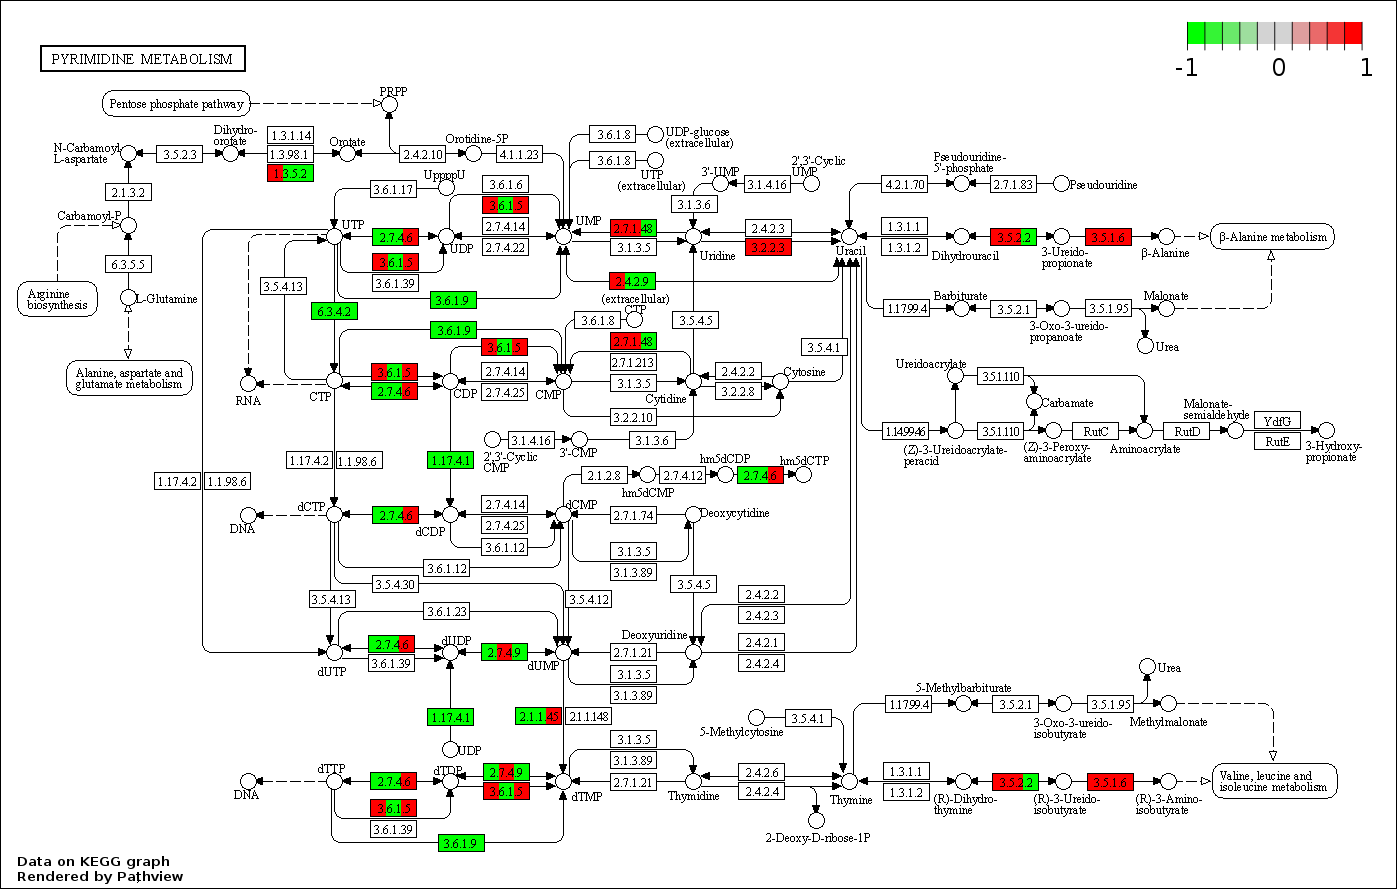 PYRIMIDINE METABOLISM
-1 0 1
Pentose phosphate pathway
PRPP
N-Carbamoyl-
L-aspartate
3.5.2.3
Dihydro-
orotate
1.3.1.14
1.3.98.1
1.3.5.2
Orotate
2.4.2.10
Orotidine-5P
4.1.1.23
3.6.1.8
UDP-glucose
(extracellular)
3.6.1.8
UTP
(extracellular)
2.1.3.2
Carbamoyl-P
6.3.5.5
L-Glutamine
Arginine
biosynthesis
Alanine, aspartate and
glutamate metabolism
UppppU
3.6.1.17
3.6.1.6
3.6.1.5
UTP
2.7.4.6
UDP
2.7.4.14
2.7.4.22
UMP
3.6.1.5
3.6.1.39
3.5.4.13
6.3.4.2
3.6.1.9
3'-UMP
3.1.4.16
2',3'-Cyclic
UMP
3.1.3.6
2.7.1.48
3.1.3.5
Uridine
2.4.2.3
3.2.2.3
Uracil
2.4.2.9
Pseudouridine-
5'-phosphate
4.2.1.70
2.7.1.83
Pseudouridine
1.3.1.1
1.3.1.2
Dihydrouracil
3.5.2.2
3-Ureido-
propionate
3.5.1.6
β-Alanine
β-Alanine metabolism
1.17.99.4
Barbiturate
3.5.2.1
3-Oxo-3-ureido-
propanoate
3.5.1.95
Malonate
Urea
3.6.1.9
(extracellular)
CTP
3.6.1.8
3.5.4.5
3.5.4.1
RNA
CTP
3.6.1.5
2.7.4.6
CDP
3.6.1.5
2.7.4.14
2.7.4.25
CMP
2.7.1.48
2.7.1.213
3.1.3.5
Cytidine
2.4.2.2
3.2.2.8
Cytosine
3.2.2.10
Ureidoacrylate
3.5.1.110
Carbamate
1.14.99.46
(Z)-3-Ureidoacrylate-
peracid
3.5.1.110
(Z)-3-Peroxy-
aminoacrylate
RutC
Aminoacrylate
RutD
Malonate-
semialdehyde
YdfG
RutE
3-Hydroxy-
propionate
2',3'-Cyclic
CMP
3.1.4.16
3'-CMP
3.1.3.6
1.17.4.2
1.1.98.6
1.17.4.2
1.1.98.6
1.17.4.1
2.1.2.8
hm5dCMP
2.7.4.12
hm5dCDP
2.7.4.6
hm5dCTP
DNA
dCTP
2.7.4.6
dCDP
2.7.4.14
2.7.4.25
3.6.1.12
dCMP
2.7.1.74
Deoxycytidine
3.1.3.5
3.1.3.89
3.6.1.12
3.5.4.30
3.5.4.13
3.5.4.12
3.5.4.5
3.6.1.23
2.4.2.2
2.4.2.3
dUTP
2.7.4.6
3.6.1.39
dUDP
2.7.4.9
dUMP
2.7.1.21
Deoxyuridine
2.4.2.1
2.4.2.4
3.1.3.5
3.1.3.89
1.17.4.1
UDP
2.1.1.45
2.1.1.148
5-Methylcytosine
3.5.4.1
1.17.99.4
5-Methylbarbiturate
3.5.2.1
3-Oxo-3-ureido-
isobutyrate
3.5.1.95
Urea
Methylmalonate
DNA
dTTP
2.7.4.6
dTDP
2.7.4.9
3.6.1.5
dTMP
3.1.3.5
3.1.3.89
2.7.1.21
Thymidine
2.4.2.6
2.4.2.4
2-Deoxy-D-ribose-1P
Thymine
1.3.1.1
1.3.1.2
(R)-Dihydro-
thymine
3.5.2.2
(R)-3-Ureido-
isobutyrate
3.5.1.6
(R)-3-Amino-
isobutyrate
Valine, leucine and
isoleucine metabolism
3.6.1.5
3.6.1.39
3.6.1.9
Data on KEGG graph
Rendered by Pathview